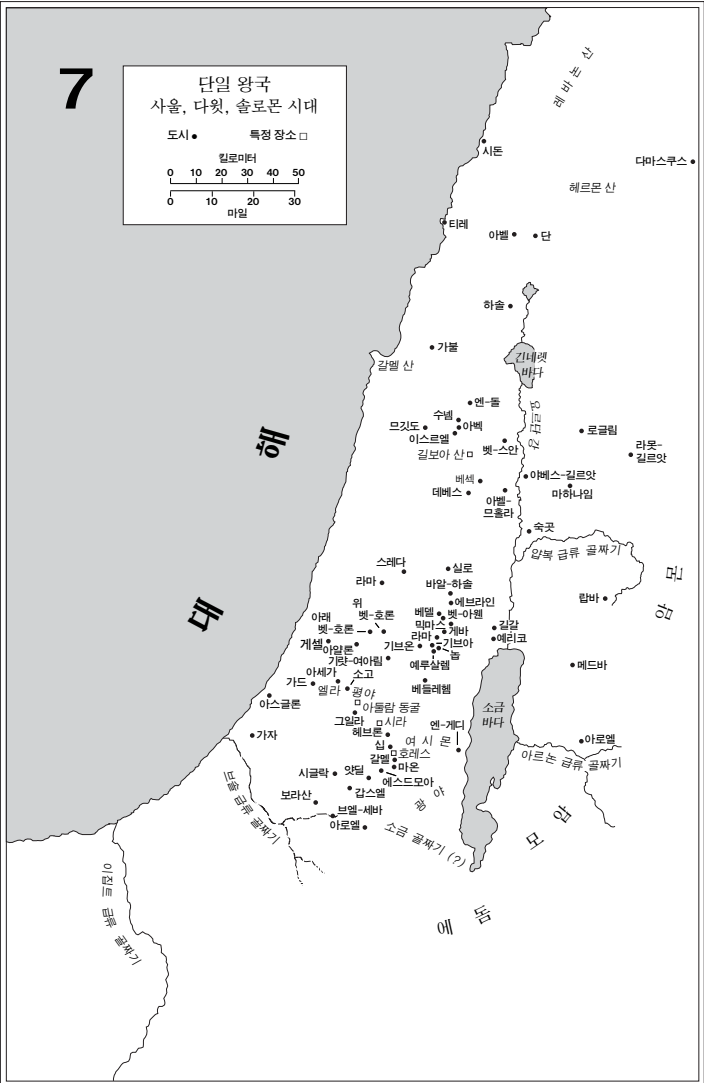 7
단일 왕국
사울, 다윗, 솔로몬 시대
도시
특정 장소
킬로미터
0 10 20 30 40 50
0 10 20 30
마일
레 바 논 산
시돈
다마스쿠스
헤르몬 산
티레
아벨
단
하솔
가불
갈멜 산
긴네렛
바다
요르단 강
엔-돌
수넴
므깃도
아벡
이스르엘
길보아 산
벳-스안
로글림
라못-
길르앗
베섹
데베스
아벨-
므홀라
야베스-길르앗
마하나임
숙곳
얍복 급류 골짜기
암 몬
랍바
대 해
스레다
실로
라마
바알-하솔
위
벳-호론
아래
벳-호론
에브라인
베델
벳-아웬
믹마스
게바
라마
기브아
기브온
놉
길갈
예리코
게셀
아얄론
기럇-여아림
예루살렘
메드바
아세가
소고
가드
엘라 평야
베들레헴
아스글론
아둘람 동굴
그일라
시라
헤브론
엔-게디
소금
바다
가자
여 시 몬
십
호레스
갈멜
마온
아로엘
아르논 급류 골짜기
시글락
얏딜
에스드모아
갑스엘
보라산
광 야
브엘-세바
아로엘
브솔 급류 골짜기
소금 골짜기 (?)
모 압
에 돔
이집트 급류 골짜기